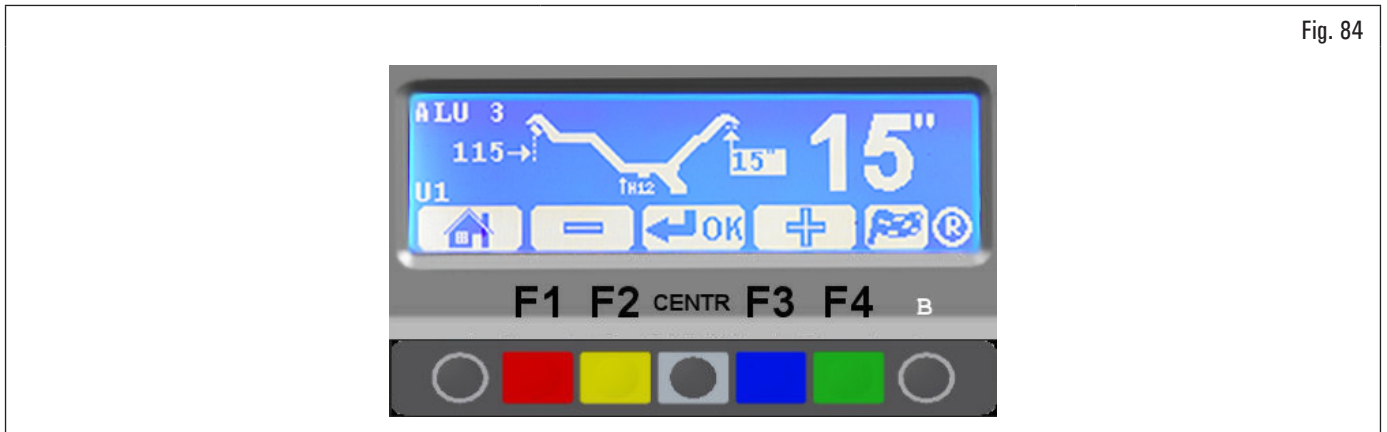 Fig. 84
ALU 3
115
15"
15"
H12
U1
OK
R
F1 F2 CENTR F3 F4 B